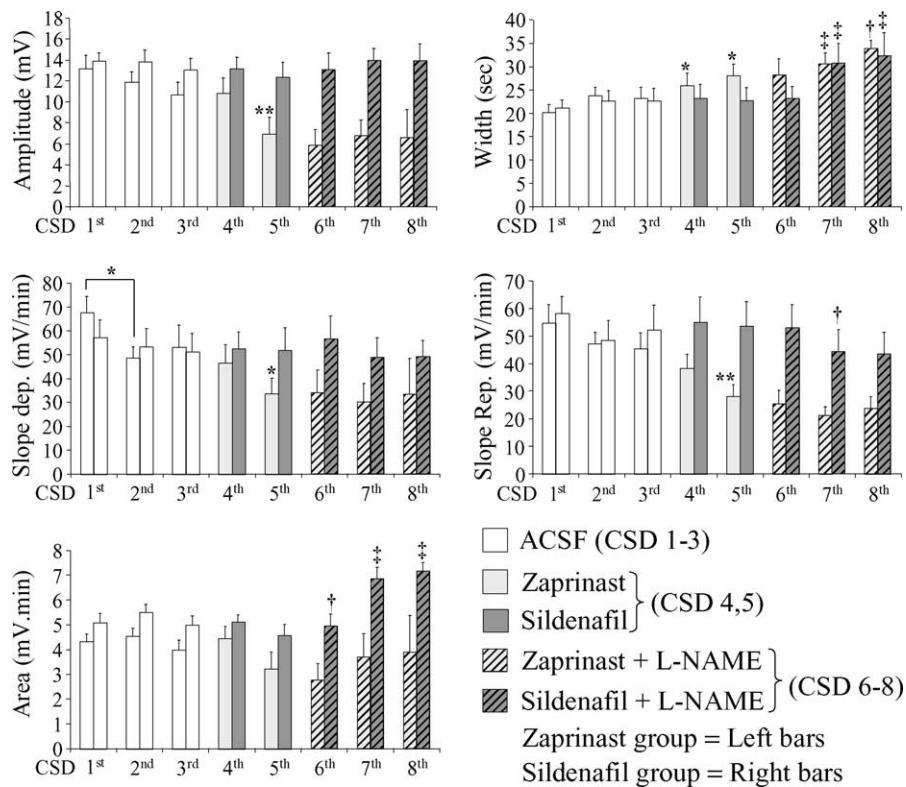 Amplitude (mV)
18
16
14
12
10
8
6
4
2
0
**
CSD 1st 2nd 3rd 4th 5th 6th 7th 8th
Width (sec)
40
35
30
25
20
15
10
5
0
* * ‡ ‡ † ‡
CSD 1st 2nd 3rd 4th 5th 6th 7th 8th
Slope dep. (mV/min)
80
70
60
50
40
30
20
10
0
* *
CSD 1st 2nd 3rd 4th 5th 6th 7th 8th
Slope Rep. (mV/min)
70
60
50
40
30
20
10
0
** †
CSD 1st 2nd 3rd 4th 5th 6th 7th 8th
Area (mV.min)
8
7
6
5
4
3
2
1
0
† ‡ ‡
CSD 1st 2nd 3rd 4th 5th 6th 7th 8th
ACSF (CSD 1-3)
Zaprinast
Sildenafil
(CSD 4,5)
Zaprinast + L-NAME
Sildenafil + L-NAME
(CSD 6-8)
Zaprinast group = Left bars
Sildenafil group = Right bars